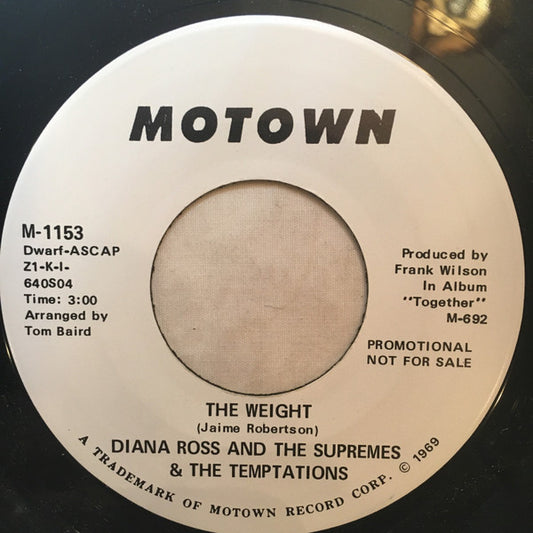 MOTOWN
M-1153
Dwarf-ASCAP
Z1-K-I-
640S04
Time: 3:00
Arranged by
Tom Baird
Produced by
Frank Wilson
In Album
"Together"
M-692
PROMOTIONAL
NOT FOR SALE
THE WEIGHT
(Jaime Robertson)
DIANA ROSS AND THE SUPREMES
& THE TEMPTATIONS
A TRADEMARK OF MOTOWN RECORD CORP. © 1969